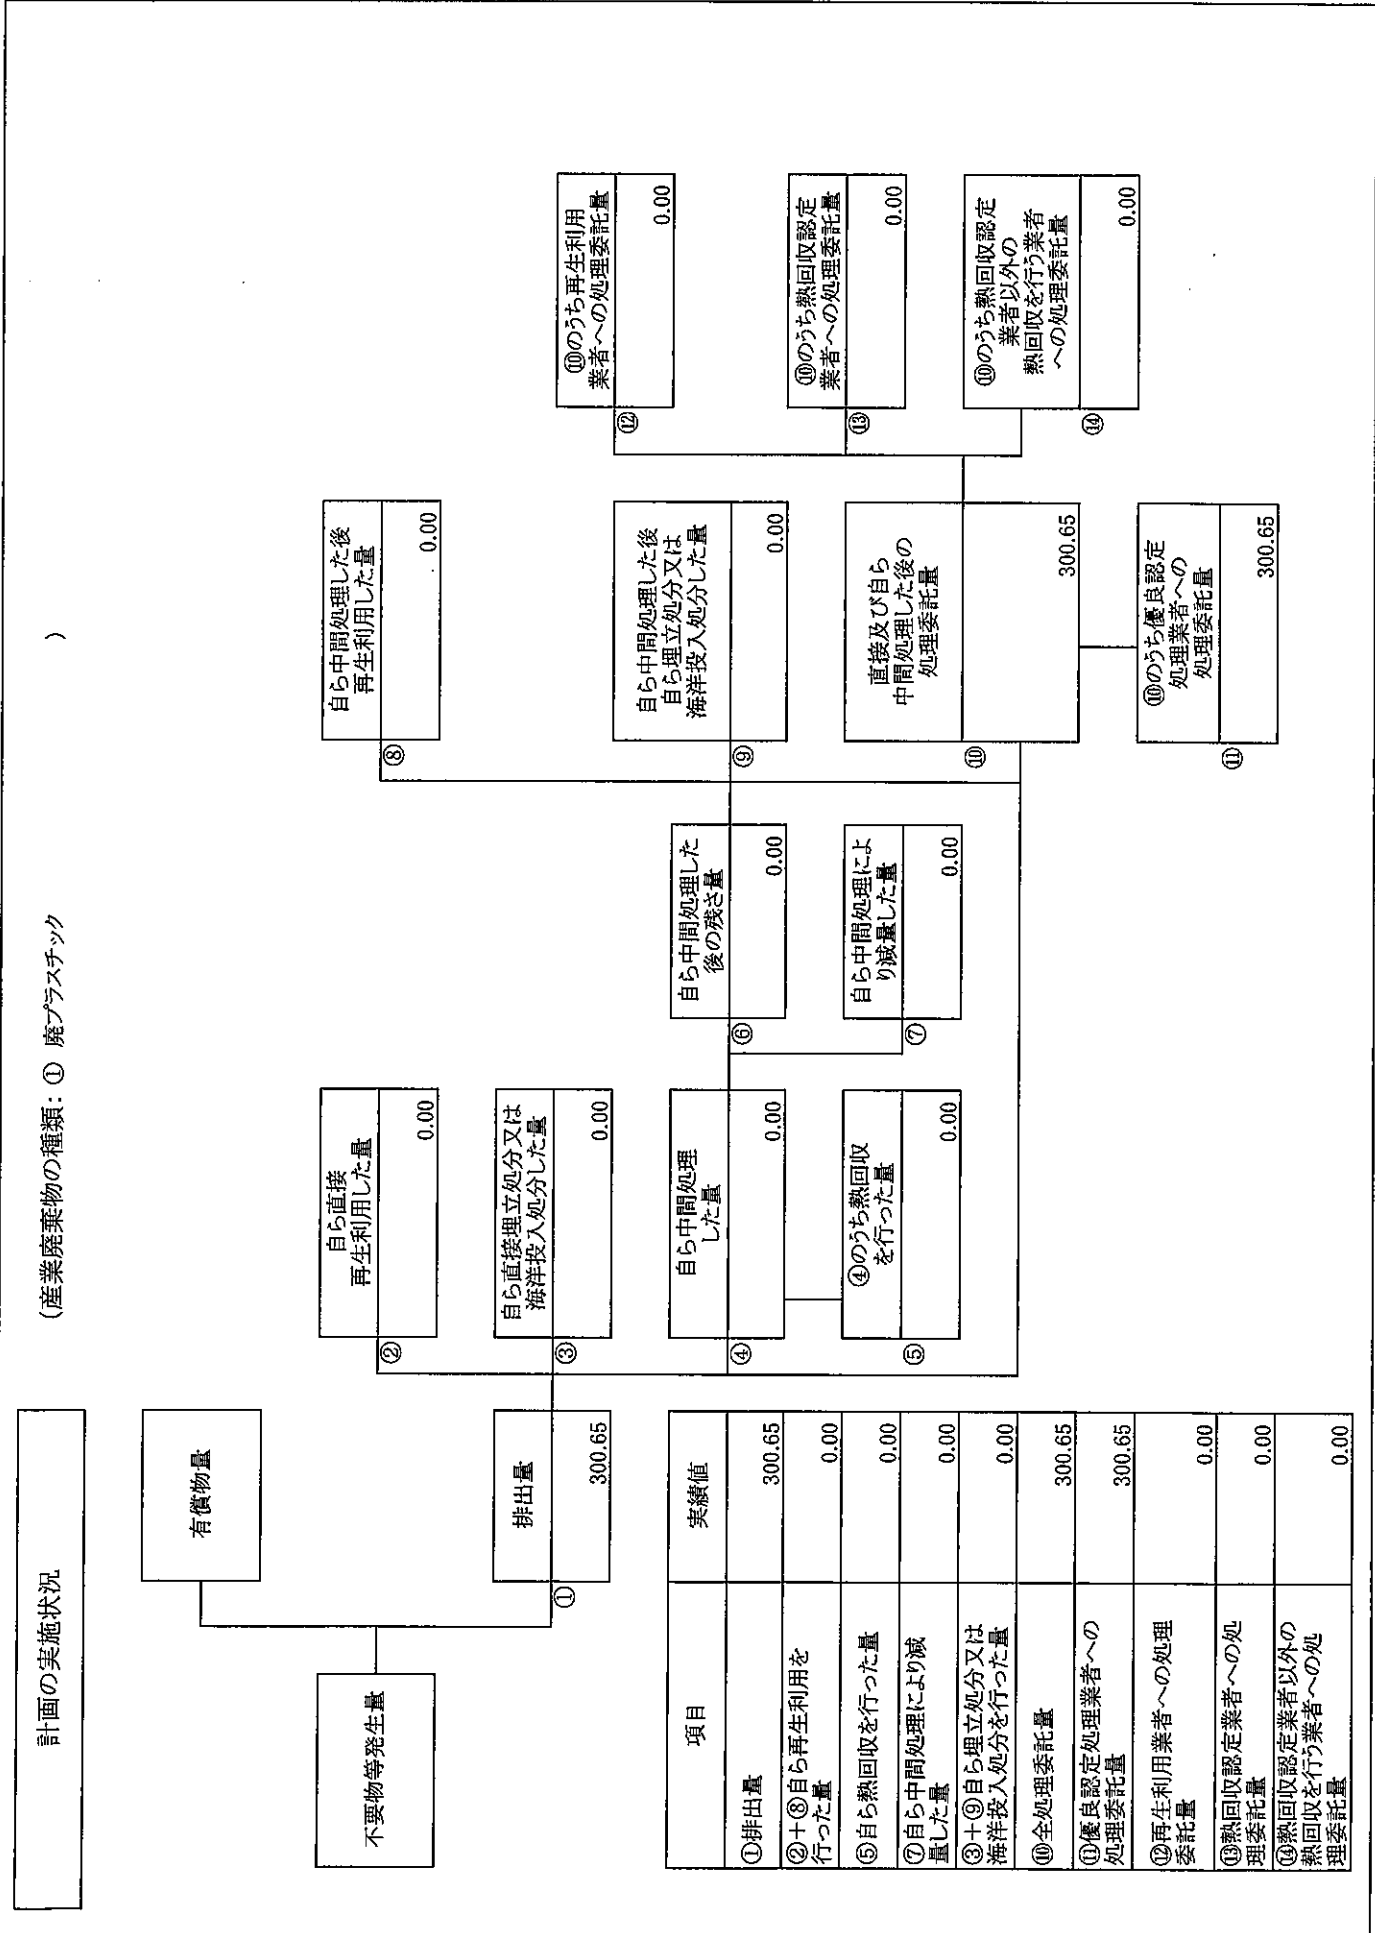 計画の実施状況
(産業廃棄物の種類：① 廃プラスチック )
不要物等発生量
有償物量
①
排出量
300.65
②
自ら直接
再生利用した量
0.00
③
自ら直接埋立処分又は
海洋投入処分した量
0.00
④
自ら中間処理
した量
0.00
⑤
④のうち熱回収
を行った量
0.00
⑥
自ら中間処理した
後の残さ量
0.00
⑦
自ら中間処理によ
り減量した量
0.00
⑧
自ら中間処理した後
再生利用した量
0.00
⑨
自ら中間処理した後
自ら埋立処分又は
海洋投入処分した量
0.00
⑩
直接及び自ら
中間処理した後の
処理委託量
300.65
⑪
⑩のうち優良認定
処理業者への
処理委託量
300.65
⑫
⑩のうち再生利用
業者への処理委託量
0.00
⑬
⑩のうち熱回収認定
業者への処理委託量
0.00
⑭
⑩のうち熱回収認定
業者以外の
熱回収を行う業者
への処理委託量
0.00
項目 実績値
①排出量 300.65
②＋⑧自ら再生利用を
行った量 0.00
⑤自ら熱回収を行った量 0.00
⑦自ら中間処理により減
量した量 0.00
③＋⑨自ら埋立処分又は
海洋投入処分を行った量 0.00
⑩全処理委託量 300.65
⑪優良認定処理業者への
処理委託量 300.65
⑫再生利用業者への処理
委託量 0.00
⑬熱回収認定業者への処
理委託量 0.00
⑭熱回収認定業者以外の
熱回収を行う業者への処
理委託量 0.00